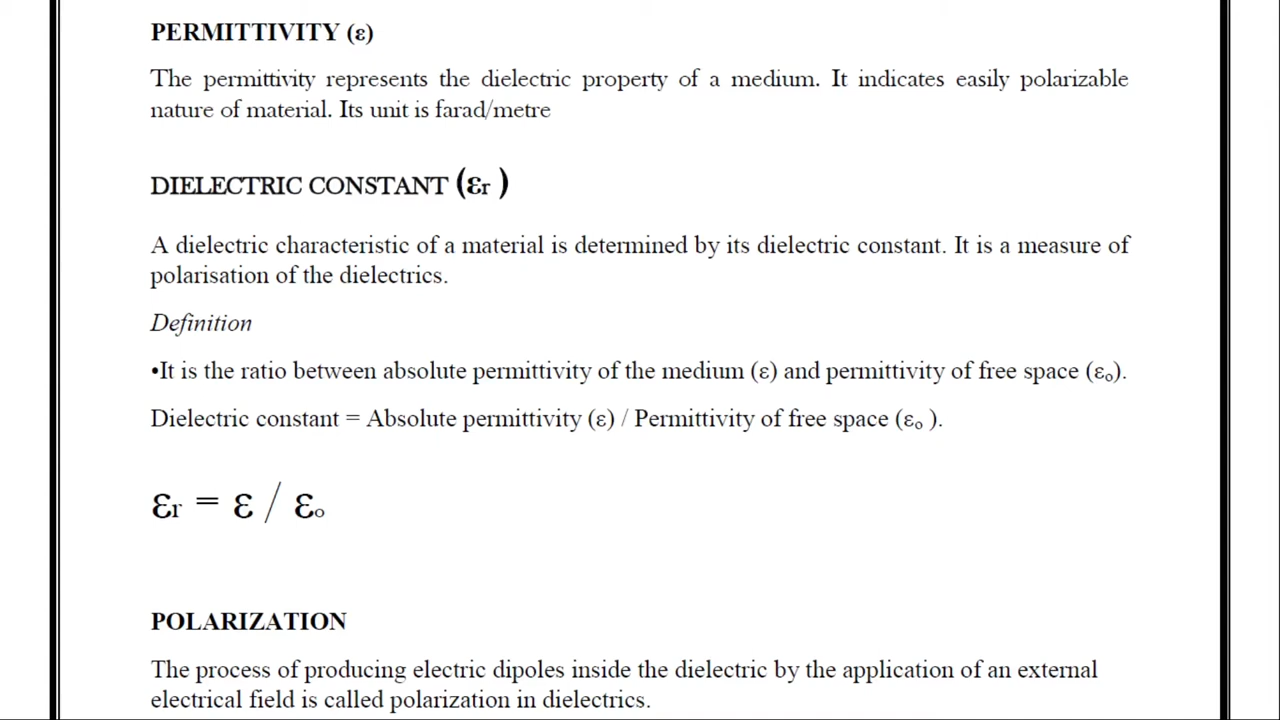 PERMITTIVITY (ε)
The permittivity represents the dielectric property of a medium. It indicates easily polarizable
nature of material. Its unit is farad/metre
DIELECTRIC CONSTANT (εr )
A dielectric characteristic of a material is determined by its dielectric constant. It is a measure of
polarisation of the dielectrics.
Definition
•It is the ratio between absolute permittivity of the medium (ε) and permittivity of free space (εₒ).
Dielectric constant = Absolute permittivity (ε) / Permittivity of free space (εₒ ).
εr = ε / εₒ
POLARIZATION
The process of producing electric dipoles inside the dielectric by the application of an external
electrical field is called polarization in dielectrics.